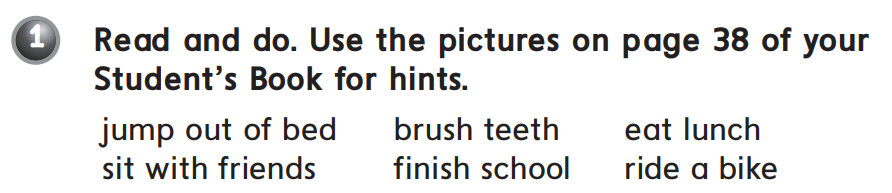 1 Read and do. Use the pictures on page 38 of your
Student's Book for hints.
jump out of bed brush teeth eat lunch
sit with friends finish school ride a bike